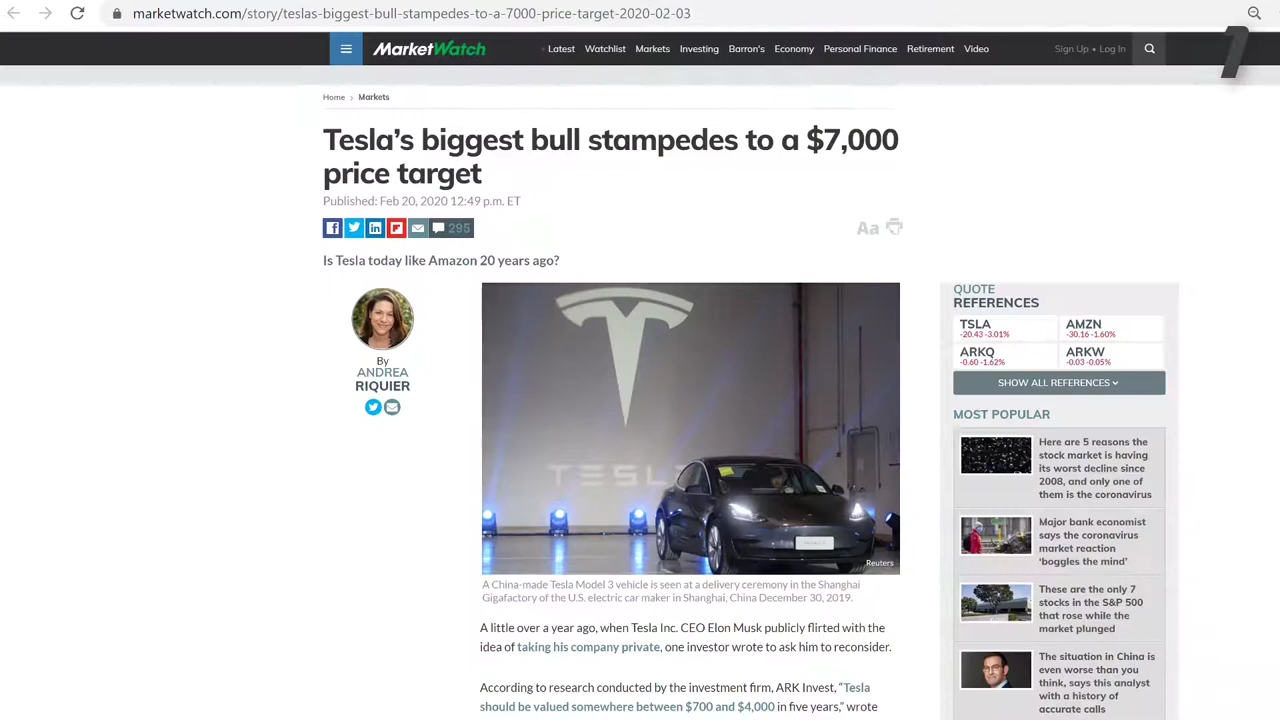 marketwatch.com/story/teslas-biggest-bull-stampedes-to-a-7000-price-target-2020-02-03
1
MarketWatch
Latest Watchlist Markets Investing Barron's Economy Personal Finance Retirement Video
Sign Up • Log In
Home › Markets
Tesla's biggest bull stampedes to a $7,000
price target
Published: Feb 20, 2020 12:49 p.m. ET
295
Aa
Is Tesla today like Amazon 20 years ago?
By
ANDREA
RIQUIER
TESL
Reuters
A China-made Tesla Model 3 vehicle is seen at a delivery ceremony in the Shanghai
Gigafactory of the U.S. electric car maker in Shanghai, China December 30, 2019.
A little over a year ago, when Tesla Inc. CEO Elon Musk publicly flirted with the
idea of taking his company private, one investor wrote to ask him to reconsider.
According to research conducted by the investment firm, ARK Invest, “Tesla
should be valued somewhere between $700 and $4,000 in five years,” wrote
QUOTE
REFERENCES
TSLA
-20.43 -3.01%
AMZN
-30.16 -1.60%
ARKQ
-0.60 -1.62%
ARKW
-0.03 -0.05%
SHOW ALL REFERENCES
MOST POPULAR
Here are 5 reasons the
stock market is having
its worst decline since
2008, and only one of
them is the coronavirus
Major bank economist
says the coronavirus
market reaction
‘boggles the mind’
These are the only 7
stocks in the S&P 500
that rose while the
market plunged
The situation in China is
even worse than you
think, says this analyst
with a history of
accurate calls